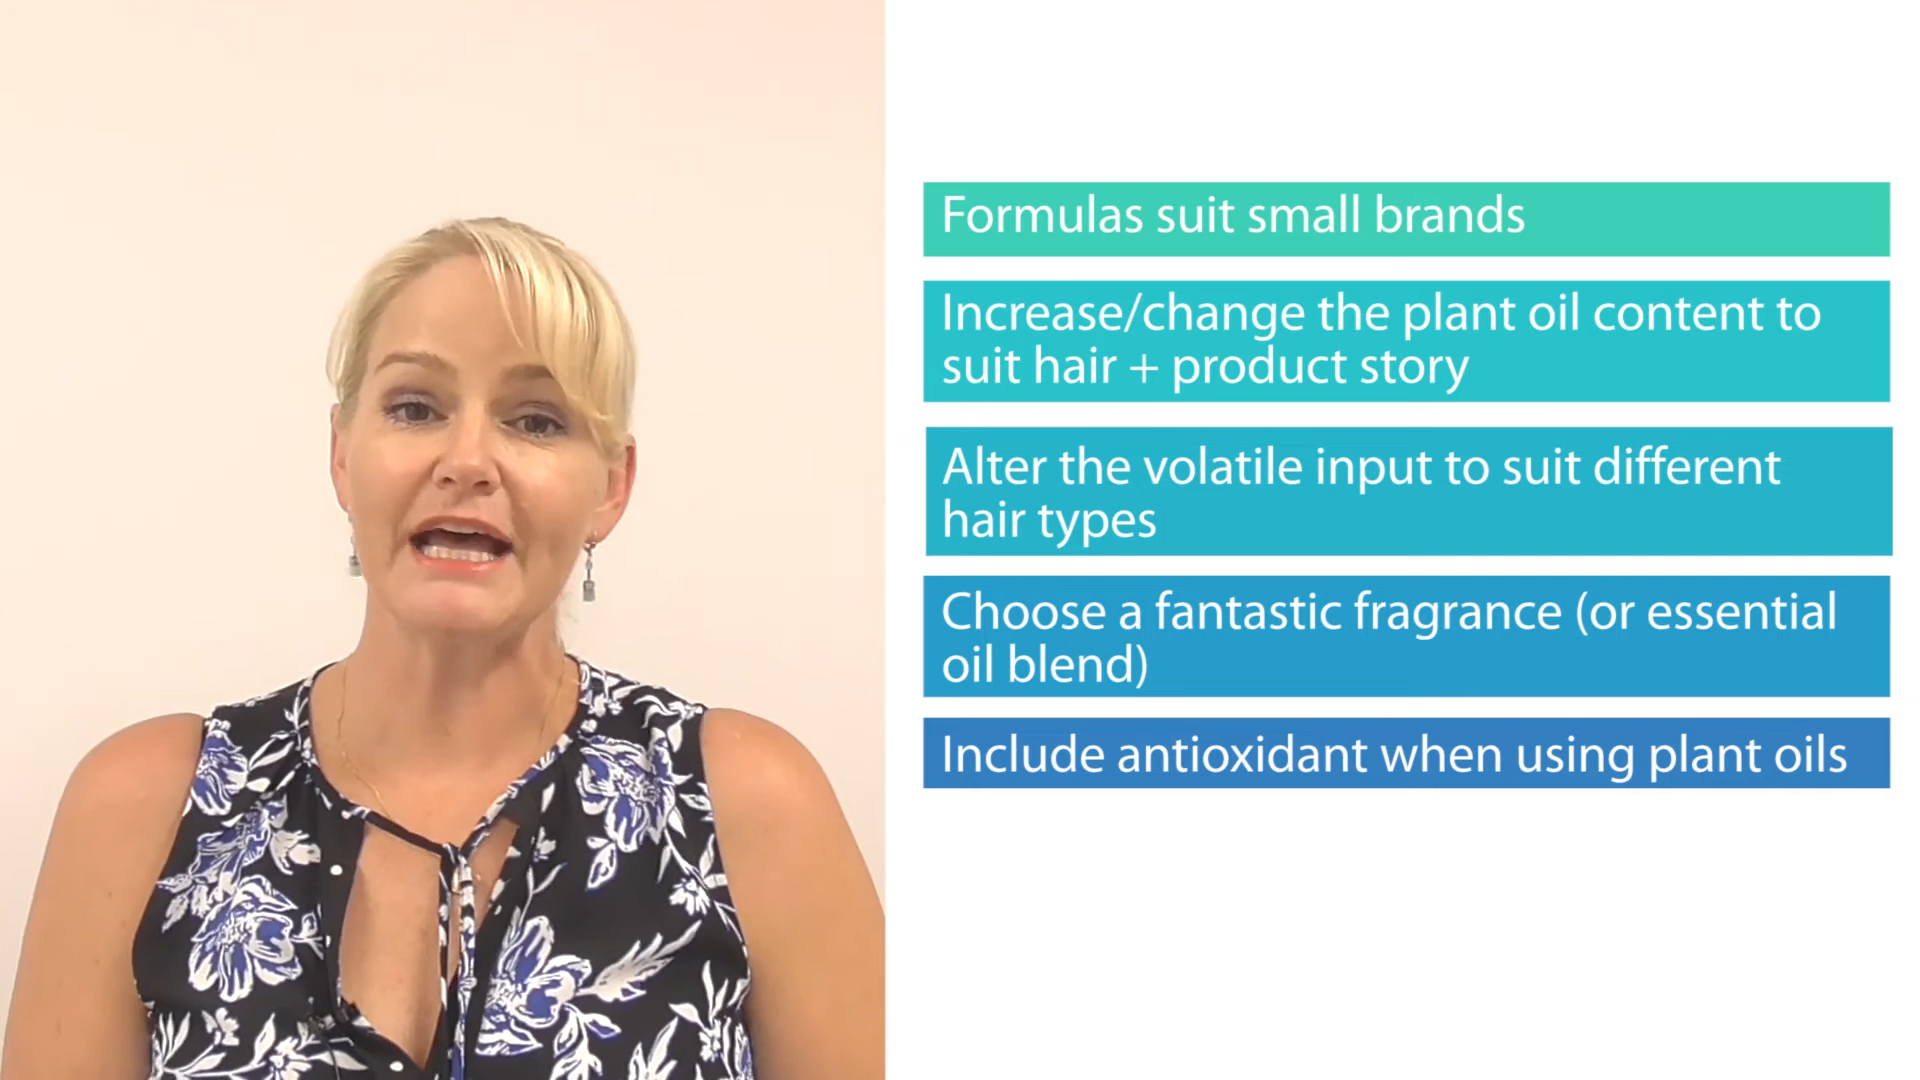 Formulas suit small brands
Increase/change the plant oil content to
suit hair + product story
Alter the volatile input to suit different
hair types
Choose a fantastic fragrance (or essential
oil blend)
Include antioxidant when using plant oils